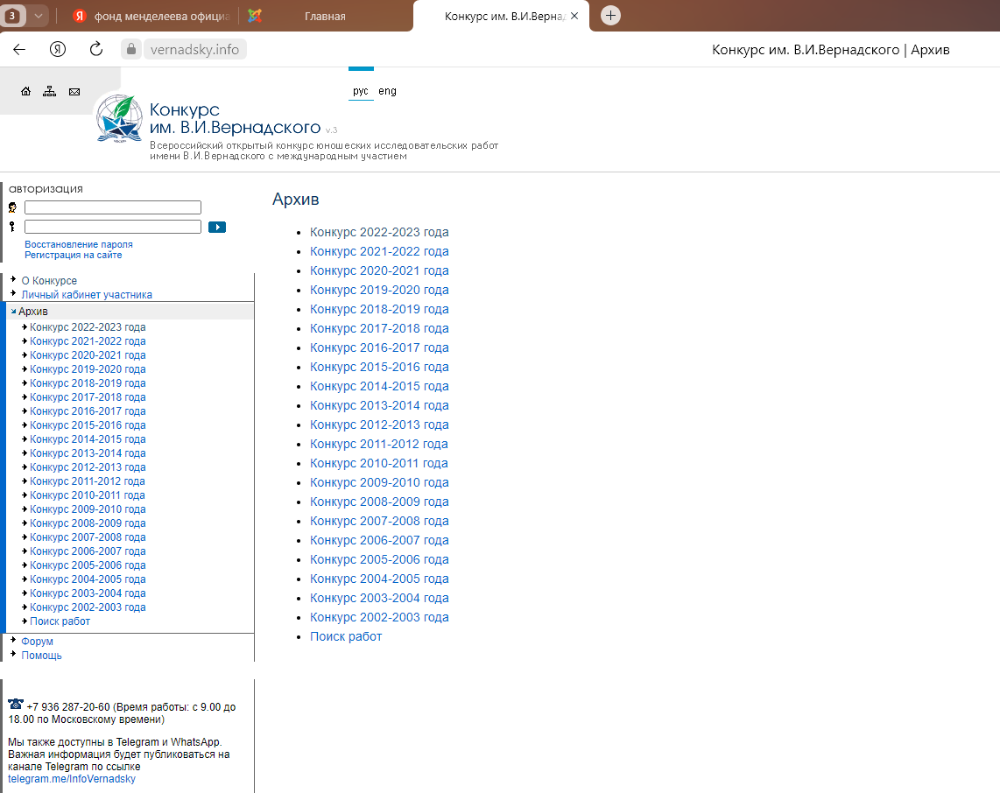 3
фонд менделеева официа
Главная
Конкурс им. В.И.Верна
vernadsky.info
Конкурс им. В.И.Вернадского | Архив
рус eng
Конкурс
им. В.И.Вернадского v.3
Всероссийский открытый конкурс юношеских исследовательских работ
имени В.И.Вернадского с международным участием
авторизация
Восстановление пароля
Регистрация на сайте
О Конкурсе
Личный кабинет участника
Архив
Конкурс 2022-2023 года
Конкурс 2021-2022 года
Конкурс 2020-2021 года
Конкурс 2019-2020 года
Конкурс 2018-2019 года
Конкурс 2017-2018 года
Конкурс 2016-2017 года
Конкурс 2015-2016 года
Конкурс 2014-2015 года
Конкурс 2013-2014 года
Конкурс 2012-2013 года
Конкурс 2011-2012 года
Конкурс 2010-2011 года
Конкурс 2009-2010 года
Конкурс 2008-2009 года
Конкурс 2007-2008 года
Конкурс 2006-2007 года
Конкурс 2005-2006 года
Конкурс 2004-2005 года
Конкурс 2003-2004 года
Конкурс 2002-2003 года
Поиск работ
Форум
Помощь
+7 936 287-20-60 (Время работы: с 9.00 до
18.00 по Московскому времени)
Мы также доступны в Telegram и WhatsApp.
Важная информация будет публиковаться на
канале Telegram по ссылке
telegram.me/InfoVernadsky
Архив
Конкурс 2022-2023 года
Конкурс 2021-2022 года
Конкурс 2020-2021 года
Конкурс 2019-2020 года
Конкурс 2018-2019 года
Конкурс 2017-2018 года
Конкурс 2016-2017 года
Конкурс 2015-2016 года
Конкурс 2014-2015 года
Конкурс 2013-2014 года
Конкурс 2012-2013 года
Конкурс 2011-2012 года
Конкурс 2010-2011 года
Конкурс 2009-2010 года
Конкурс 2008-2009 года
Конкурс 2007-2008 года
Конкурс 2006-2007 года
Конкурс 2005-2006 года
Конкурс 2004-2005 года
Конкурс 2003-2004 года
Конкурс 2002-2003 года
Поиск работ